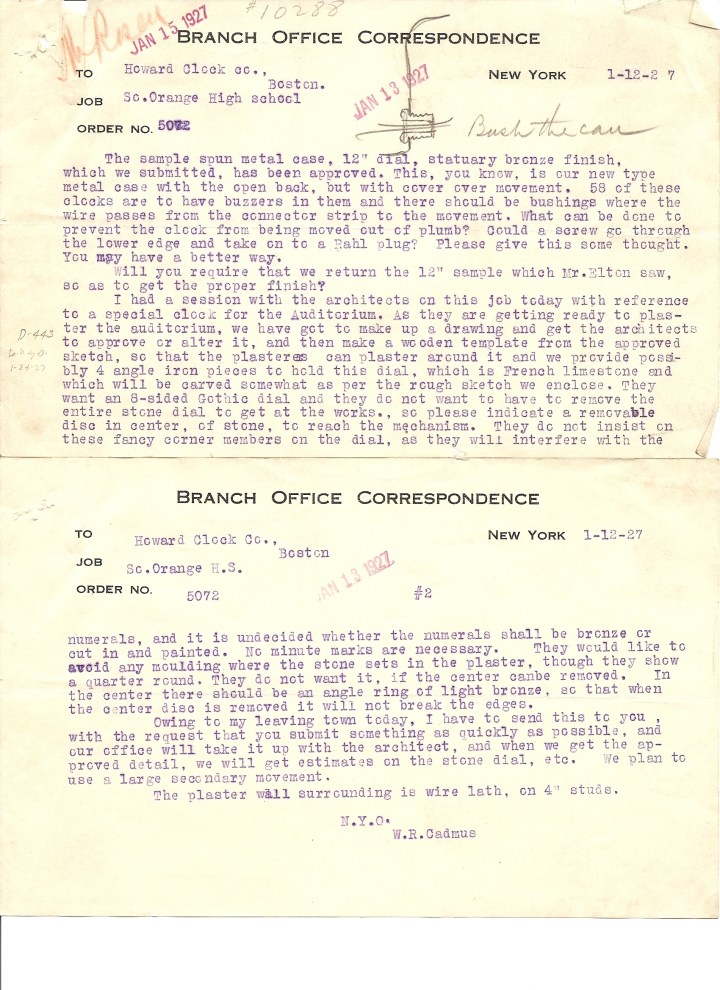 #10288
JAN 15 1927
BRANCH OFFICE CORRESPONDENCE
TO Howard Clock co.,
Boston.
NEW YORK 1-12-2 7
JAN 13 1927
JOB So.Orange High school
ORDER NO. 5072
Bush the can
The sample spun metal case, 12" dial, statuary bronze finish,
which we submitted, has been approved. This, you know, is our new type
metal case with the open back, but with cover over movement. 58 of these
clocks are to have buzzers in them and there should be bushings where the
wire passes from the connector strip to the movement. What can be done to
prevent the clock from being moved out of plumb? Could a screw go through
the lower edge and take on to a Rahl plug? Please give this some thought.
You may have a better way.
Will you require that we return the 12" sample which Mr.Elton saw,
so as to get the proper finish?
I had a session with the architects on this job today with reference
to a special clock for the Auditorium. As they are getting ready to plas-
ter the auditorium, we have got to make up a drawing and get the architects
D-443
to approve or alter it, and then make a wooden template from the approved
sketch, so that the plasterers can plaster around it and we provide possi-
1-24-27
bly 4 angle iron pieces to hold this dial, which is French limestone and
which will be carved somewhat as per the rough sketch we enclose. They
want an 8-sided Gothic dial and they do not want to have to remove the
entire stone dial to get at the works., so please indicate a removable
disc in center, of stone, to reach the mechanism. They do not insist on
these fancy corner members on the dial, as they will interfere with the
BRANCH OFFICE CORRESPONDENCE
TO Howard Clock Co.,
Boston
NEW YORK 1-12-27
JOB So.Orange H.S.
JAN 13 1927
ORDER NO. 5072
#2
numerals, and it is undecided whether the numerals shall be bronze or
cut in and painted. No minute marks are necessary. They would like to
avoid any moulding where the stone sets in the plaster, though they show
a quarter round. They do not want it, if the center canbe removed. In
the center there should be an angle ring of light bronze, so that when
the center disc is removed it will not break the edges.
Owing to my leaving town today, I have to send this to you ,
with the request that you submit something as quickly as possible, and
our office will take it up with the architect, and when we get the ap-
proved detail, we will get estimates on the stone dial, etc. We plan to
use a large secondary movement.
The plaster wall surrounding is wire lath, on 4" studs.
N.Y.O.
W.R.Cadmus